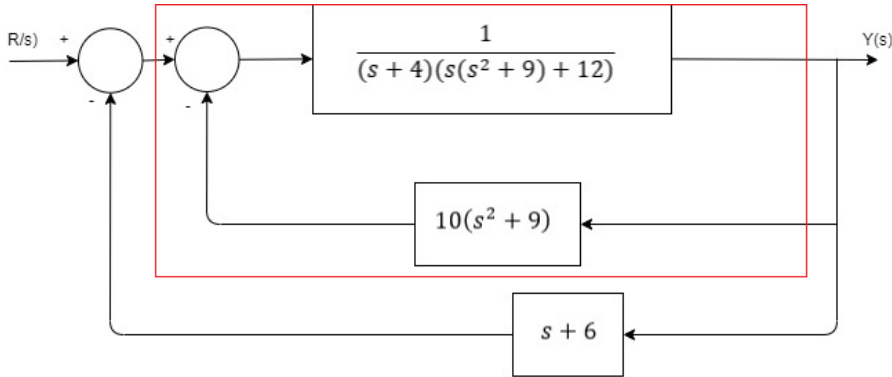 R/s)
+
+
1
(s + 4)(s(s² + 9) + 12)
Y(s)
-
-
10(s² + 9)
s + 6